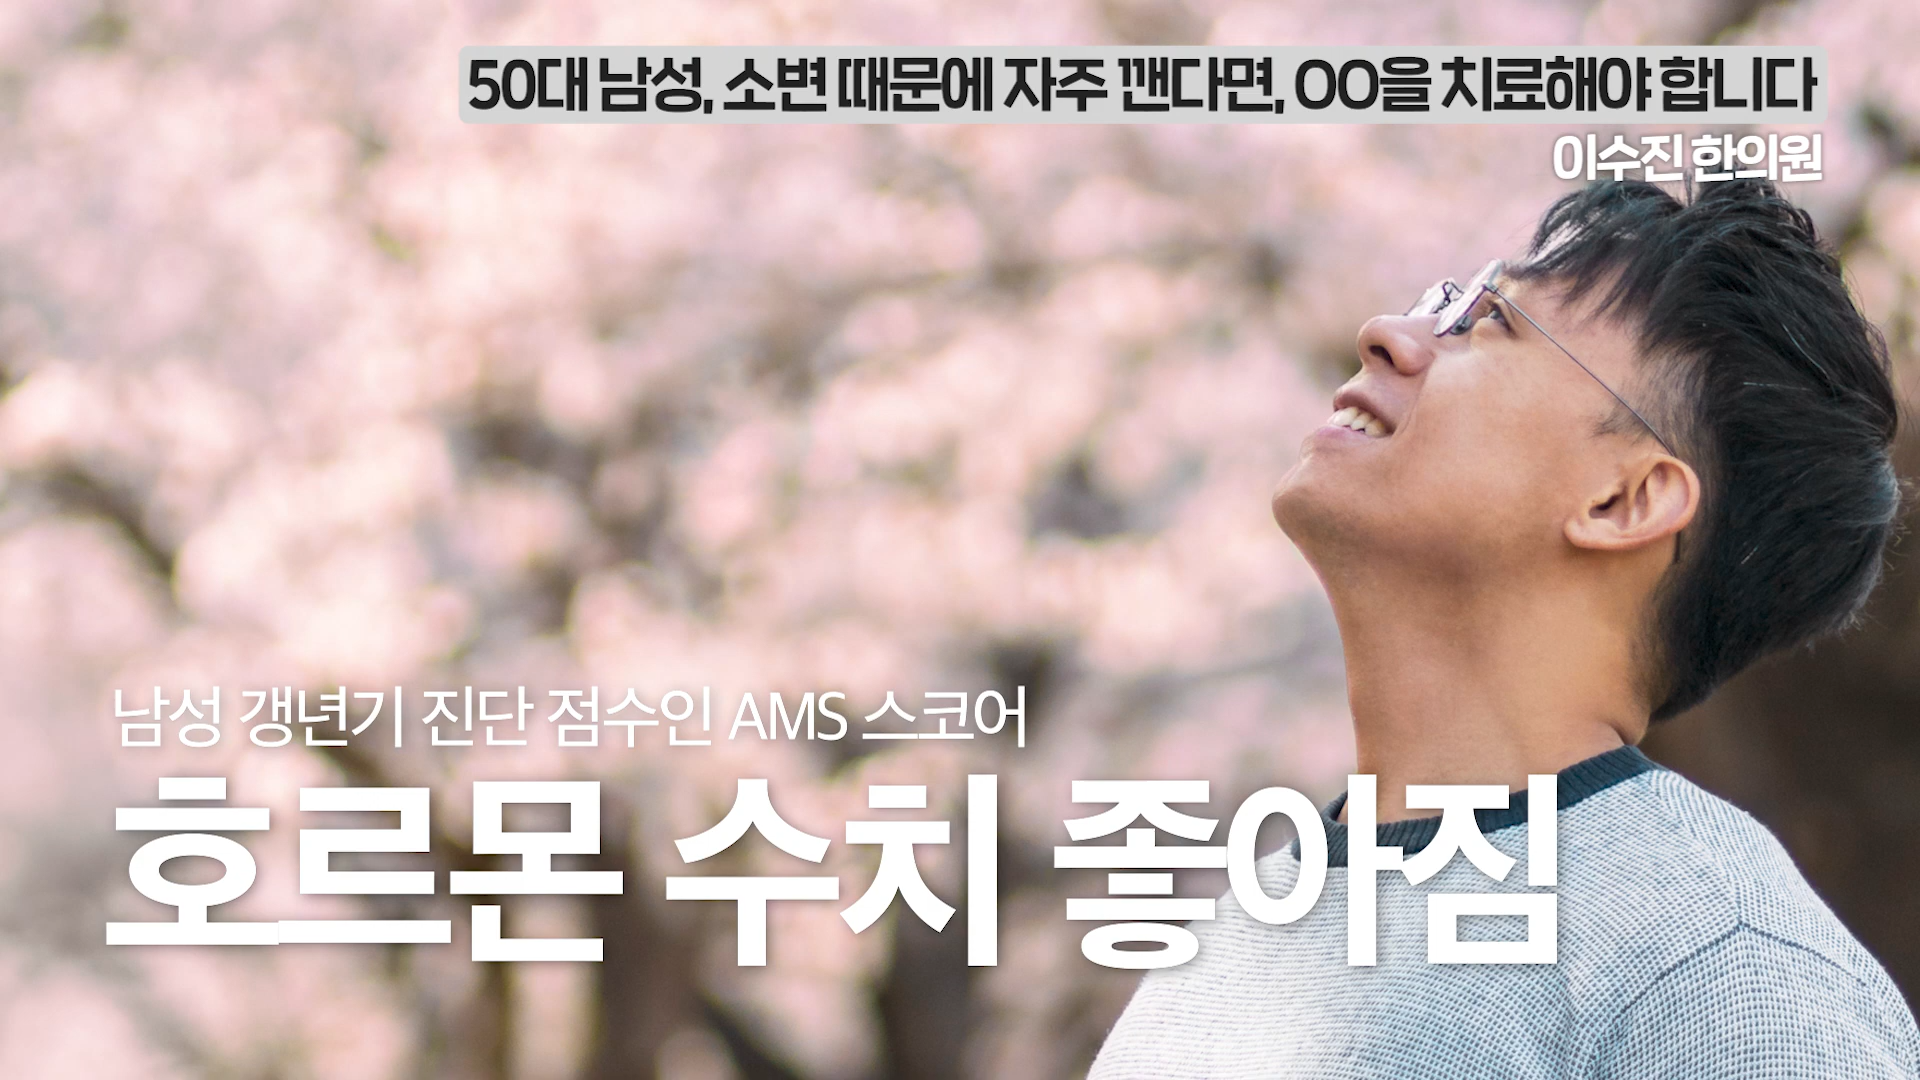 50대 남성, 소변 때문에 자주 깬다면, OO을 치료해야 합니다
이수진 한의원
남성 갱년기 진단 점수인 AMS 스코어
호르몬 수치 좋아짐